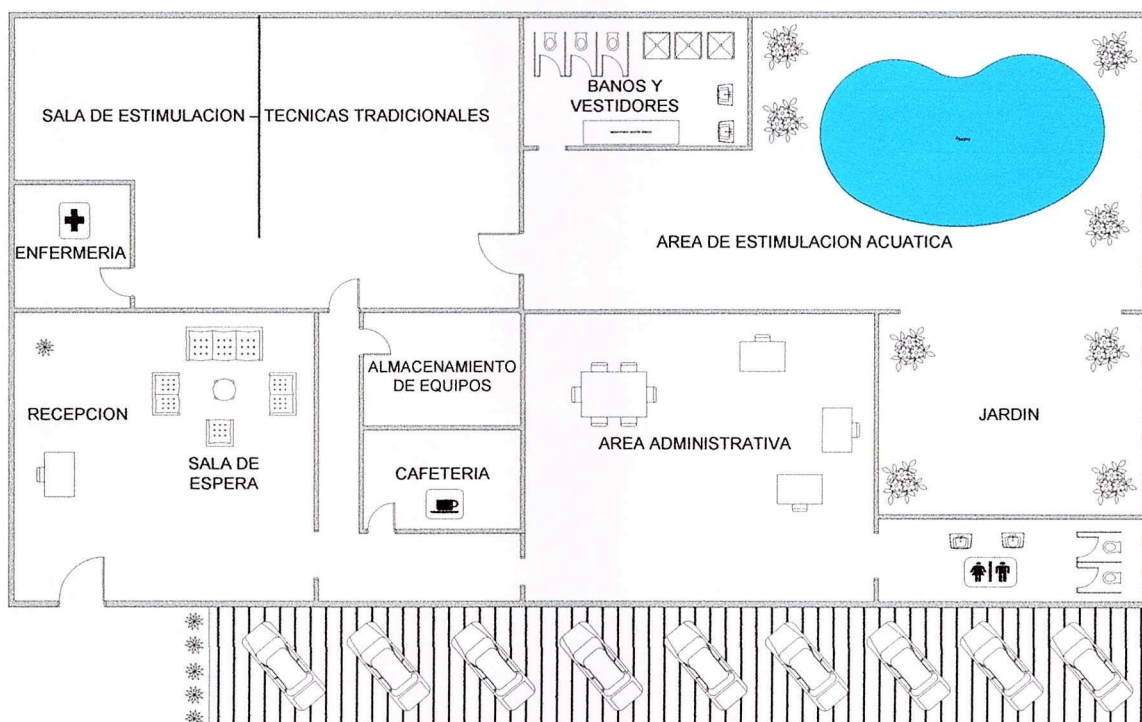 SALA DE ESTIMULACION – TECNICAS TRADICIONALES
BANOS Y
VESTIDORES
ENFERMERIA
AREA DE ESTIMULACION ACUATICA
RECEPCION
SALA DE
ESPERA
ALMACENAMIENTO
DE EQUIPOS
CAFETERIA
AREA ADMINISTRATIVA
JARDIN